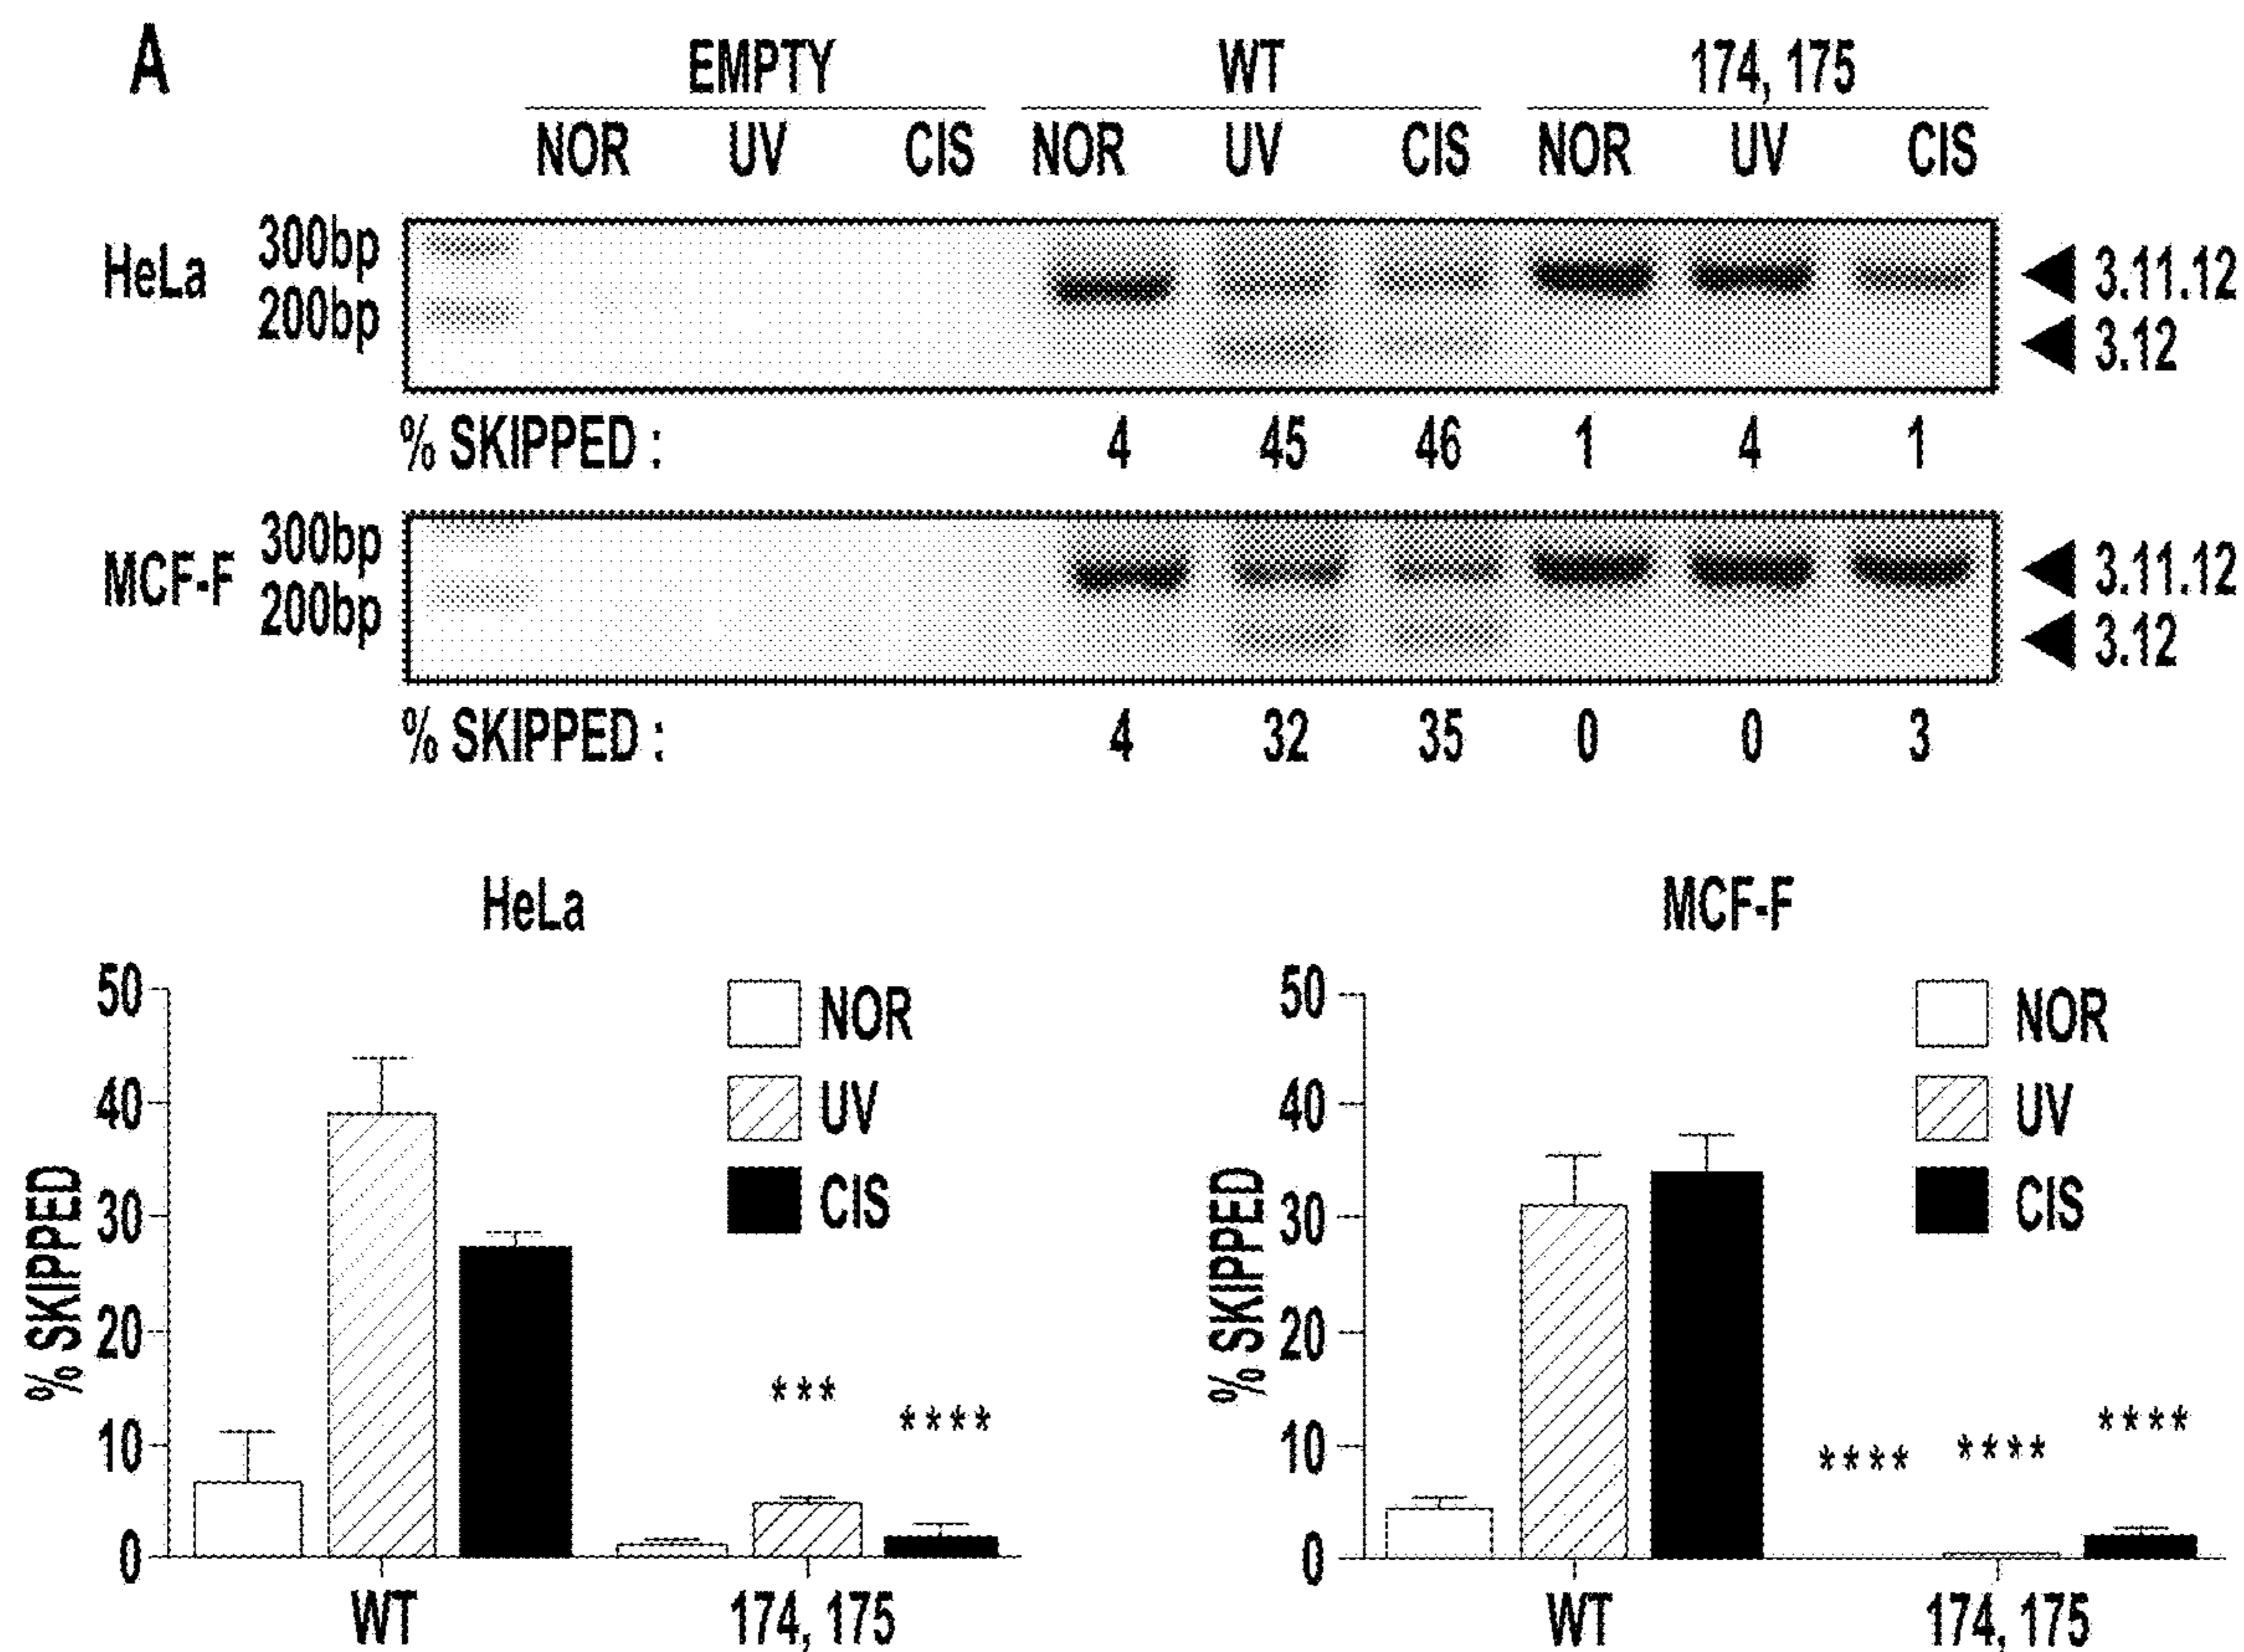 A
EMPTY WT 174, 175
NOR UV CIS NOR UV CIS NOR UV CIS
HeLa 300bp 3.11.12
200bp 3.12
% SKIPPED : 4 45 46 1 4 1
MCF-F 300bp 3.11.12
200bp 3.12
% SKIPPED : 4 32 35 0 0 3
HeLa
50
40
30
20
10
0
% SKIPPED
NOR
UV
CIS
***
****
WT 174, 175
MCF-F
50
40
30
20
10
0
% SKIPPED
NOR
UV
CIS
**** **** ****
WT 174, 175